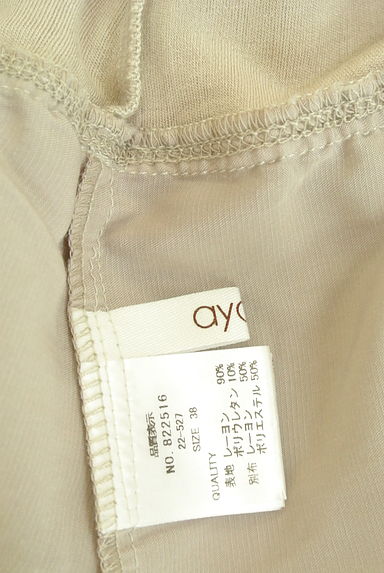 ay
品質表示
NO. 822516
22-527
SIZE 38
QUALITY
表地 レーヨン 90%
ポリウレタン 10%
別布 レーヨン 50%
ポリエステル 50%